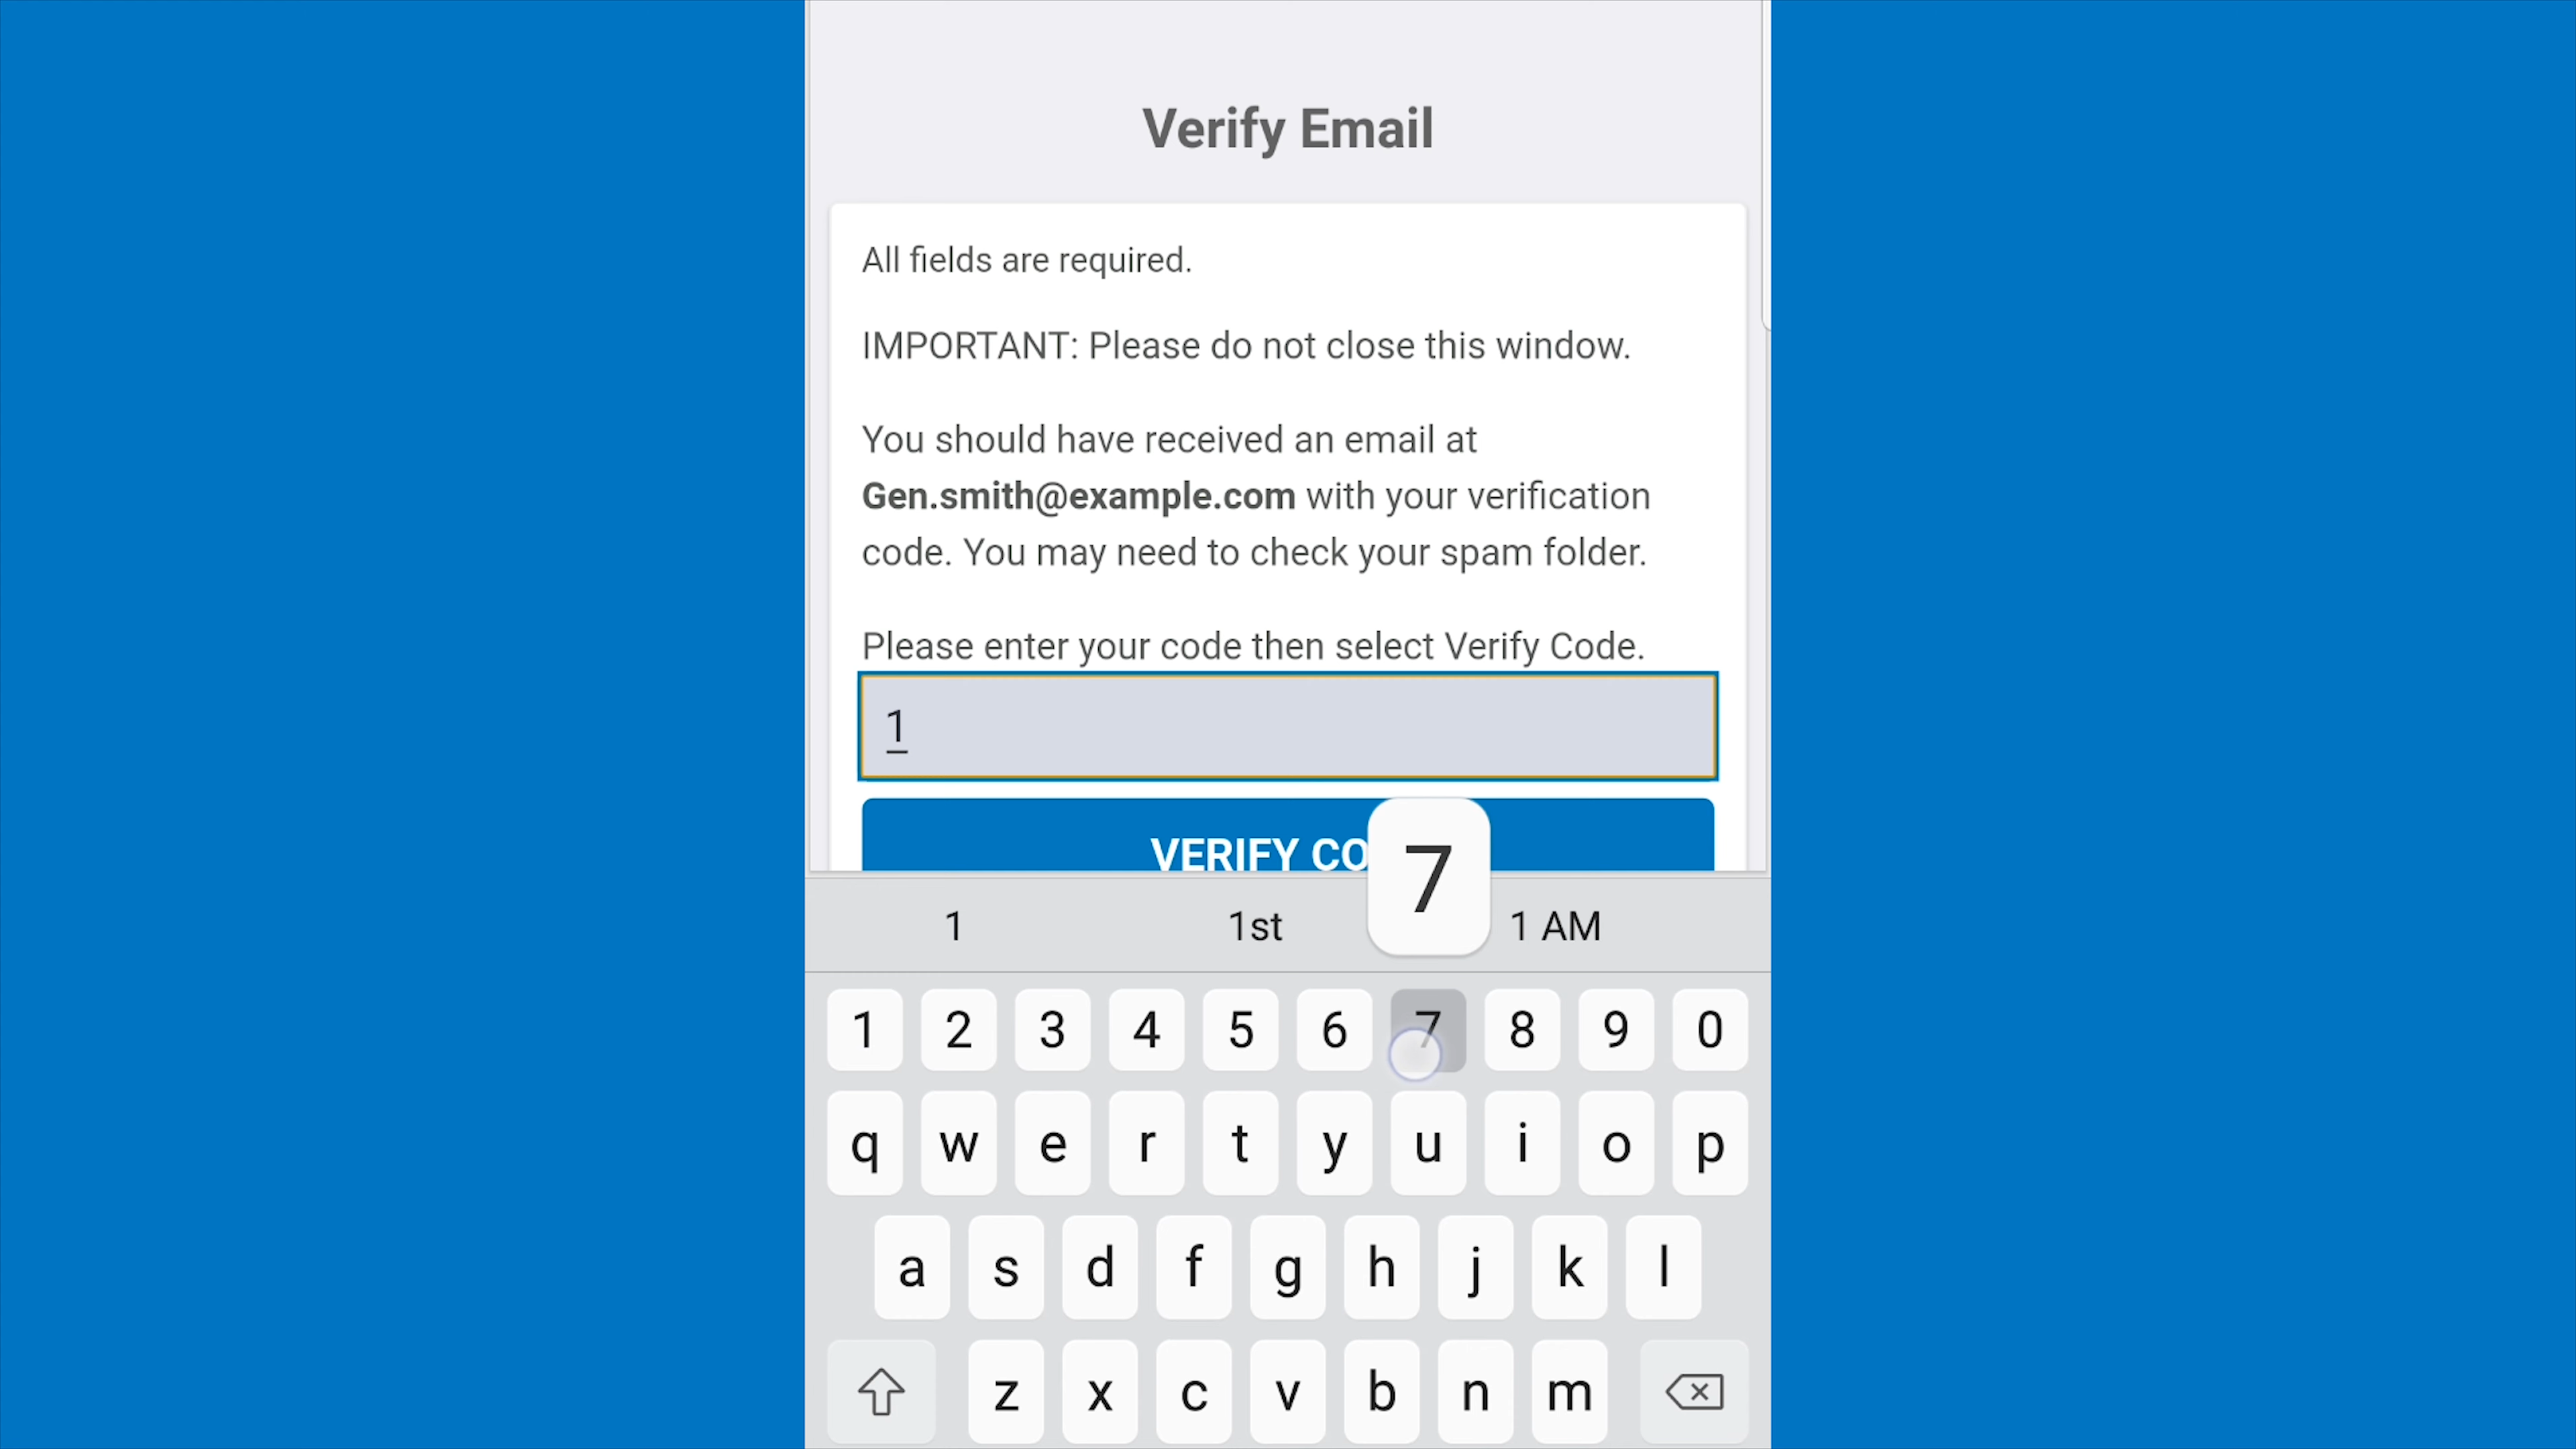 Verify Email
All fields are required.
IMPORTANT: Please do not close this window.
You should have received an email at
Gen.smith@example.com with your verification
code. You may need to check your spam folder.
Please enter your code then select Verify Code.
1
VERIFY CO
7
1 1st 1 AM
1 2 3 4 5 6 7 8 9 0
q w e r t y u i o p
a s d f g h j k l
z x c v b n m